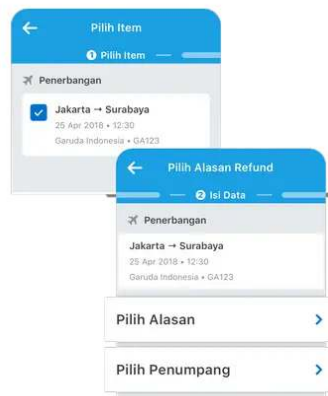 Pilih Item
1 Pilih Item
Penerbangan
Jakarta → Surabaya
25 Apr 2018 • 12:30
Garuda Indonesia • GA123
Pilih Alasan Refund
2 Isi Data
Penerbangan
Jakarta → Surabaya
25 Apr 2018 • 12:30
Garuda Indonesia • GA123
Pilih Alasan
Pilih Penumpang